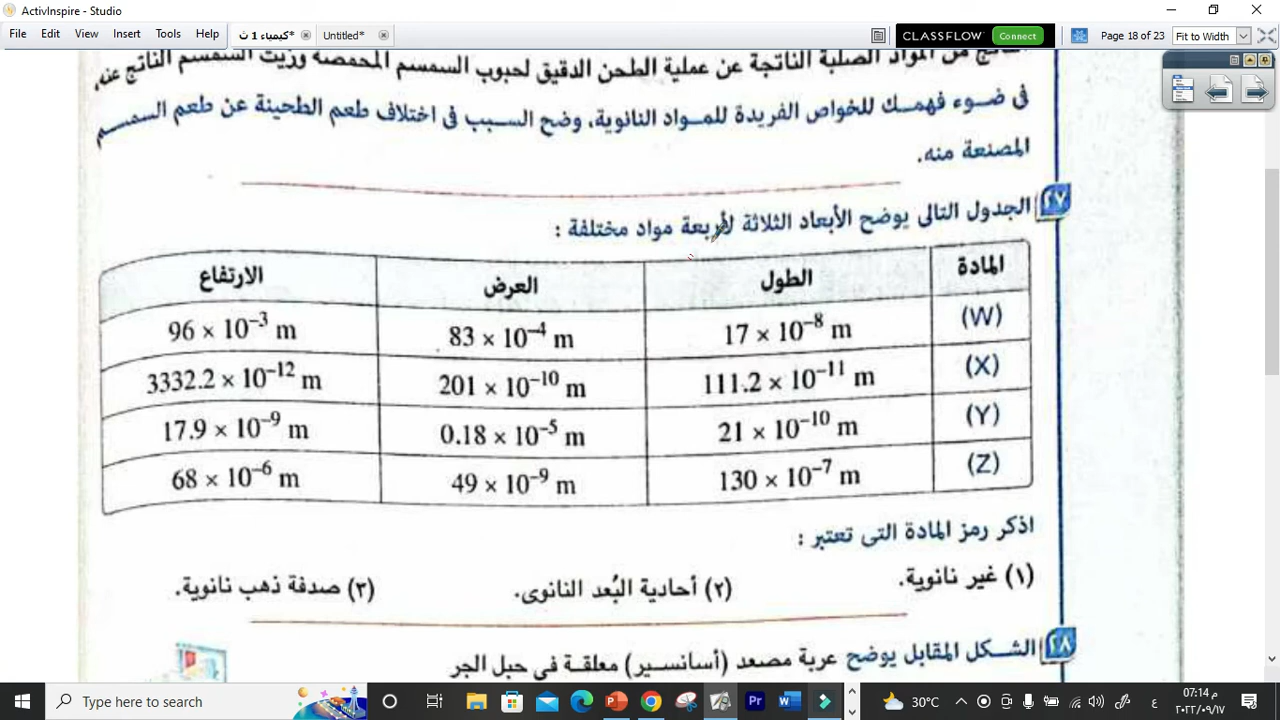 ActivInspire - Studio
File Edit View Insert Tools Help
كيمياء 1 ث*
Untitled*
CLASSFLOW Connect
Page 18 of 23
Fit to Width
المواد الصلبة الناتجة عن عملية الطحن الدقيق لحبوب السمسم المحمصة وزيت السمسم الناتج عنه،
فى ضوء فهمك للخواص الفريدة للمواد النانوية، وضح السبب فى اختلاف طعم الطحينة عن طعم السمسم
المصنعة منه.
٢٧ الجدول التالى يوضح الأبعاد الثلاثة لأربعة مواد مختلفة :
المادة الطول العرض الارتفاع
(W) 17 × 10⁻⁸ m 83 × 10⁻⁴ m 96 × 10⁻³ m
(X) 111.2 × 10⁻¹¹ m 201 × 10⁻¹⁰ m 3332.2 × 10⁻¹² m
(Y) 21 × 10⁻¹⁰ m 0.18 × 10⁻⁵ m 17.9 × 10⁻⁹ m
(Z) 130 × 10⁻⁷ m 49 × 10⁻⁹ m 68 × 10⁻⁶ m
اذكر رمز المادة التى تعتبر :
(١) غير نانوية. (٢) أحادية البُعد النانوى. (٣) صدفة ذهب نانوية.
٢٨ الشكل المقابل يوضح عربة مصعد (أسانسير) معلقة فى حبل الجر
Type here to search
30°C
ع
07:14 م
٢٠٢٢/٠٩/١٧